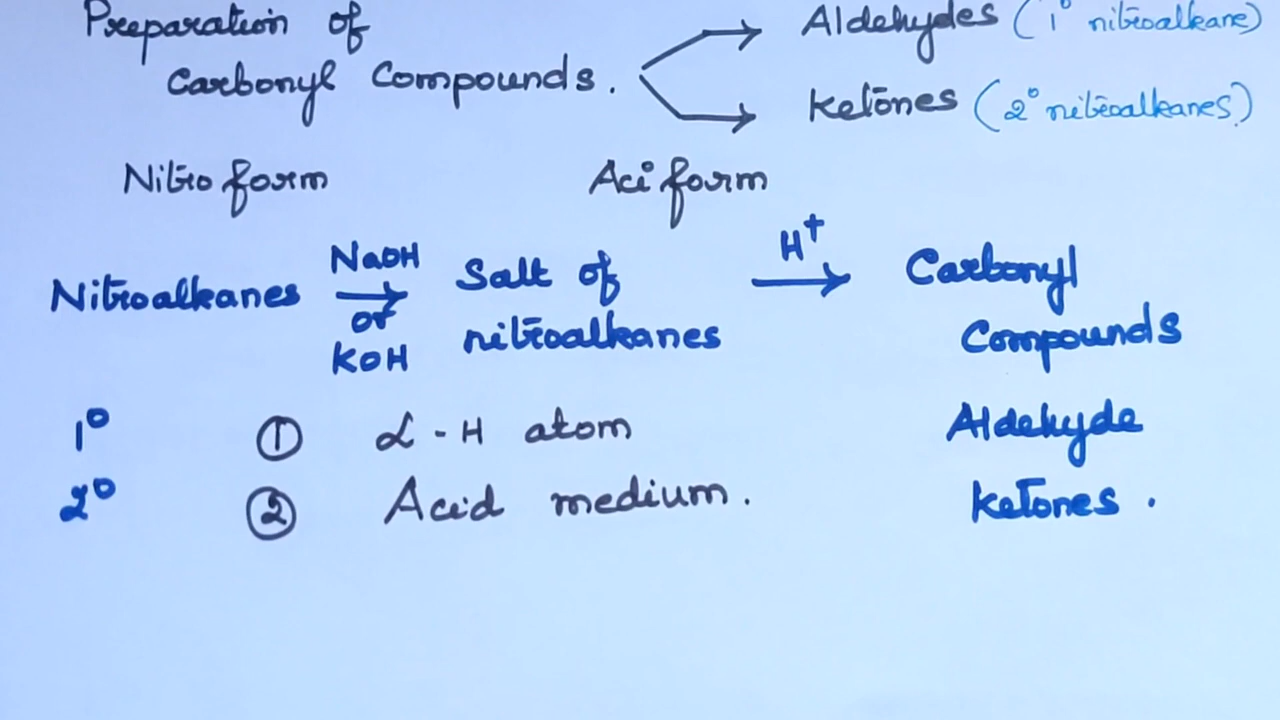 Preparation of Aldehydes (1° nitroalkane)
Carbonyl Compounds.
Ketones (2° nitroalkanes)
Nitro form Aci form
NaOH
Nitroalkanes → Salt of H⁺ → Carbonyl
or
KOH nitroalkanes Compounds
1° ① α - H atom Aldehyde
2° ② Acid medium. Ketones.